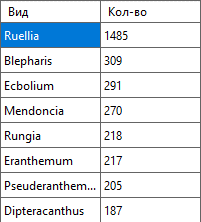 Вид Кол-во
Ruellia 1485
Blepharis 309
Ecbolium 291
Mendoncia 270
Rungia 218
Eranthemum 217
Pseuderanthem... 205
Dipteracanthus 187